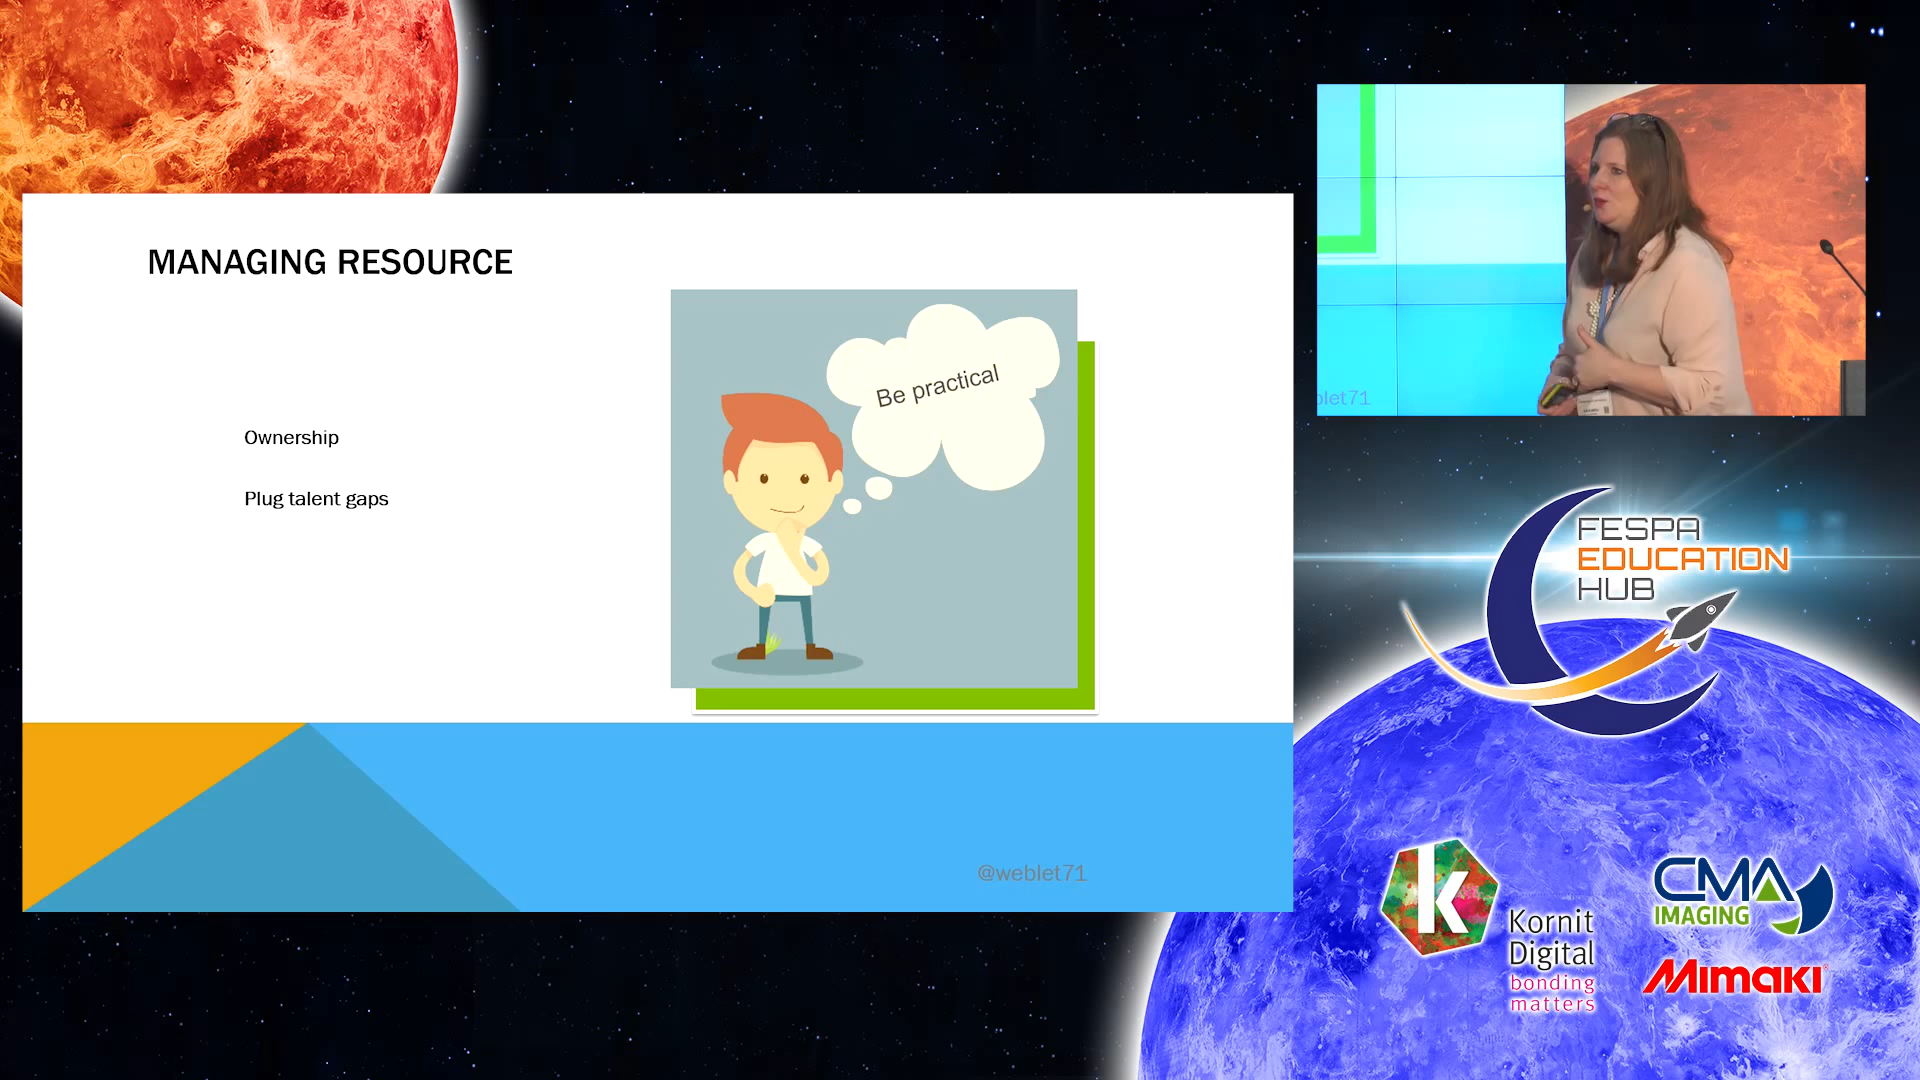 MANAGING RESOURCE
Be practical
Ownership
Plug talent gaps
@weblet71
blet71
FESPA
EDUCATION
HUB
k
Kornit
Digital
bonding
matters
CMA
IMAGING
Mimaki